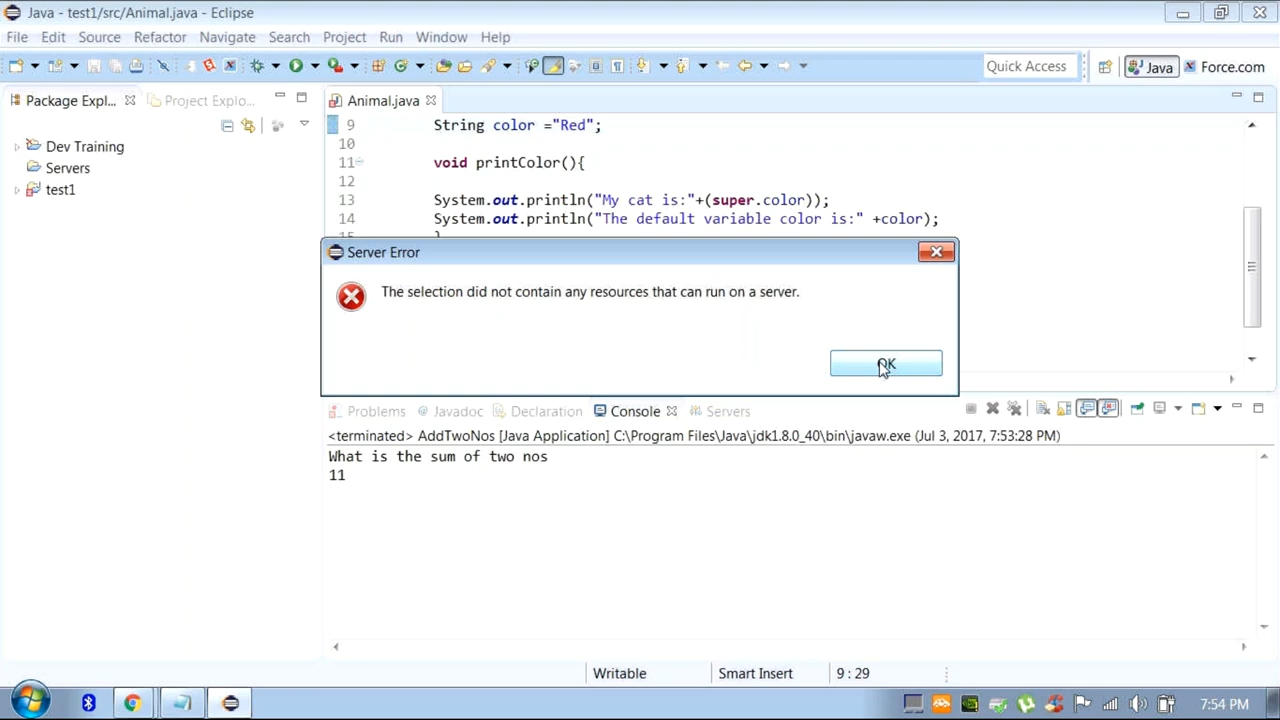 Java - test1/src/Animal.java - Eclipse
File Edit Source Refactor Navigate Search Project Run Window Help
Quick Access Java Force.com
Package Expl... Project Explo... Animal.java
9 String color ="Red";
10
Dev Training
11 void printColor(){
Servers
12
test1
13 System.out.println("My cat is:"+(super.color));
14 System.out.println("The default variable color is:" +color);
15 }
Server Error
The selection did not contain any resources that can run on a server.
OK
Problems @ Javadoc Declaration Console Servers
<terminated> AddTwoNos [Java Application] C:\Program Files\Java\jdk1.8.0_40\bin\javaw.exe (Jul 3, 2017, 7:53:28 PM)
What is the sum of two nos
11
Writable Smart Insert 9 : 29
7:54 PM